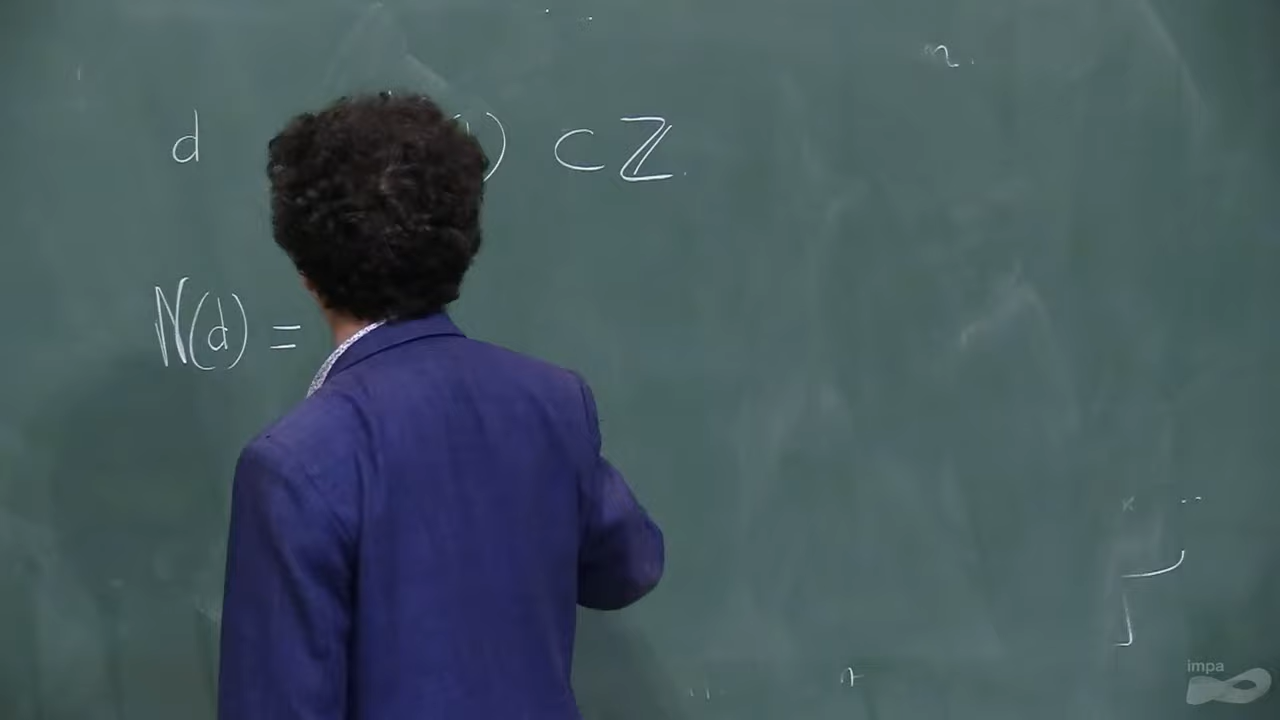 d ) ⊂ ℤ.
N(d) =
impa